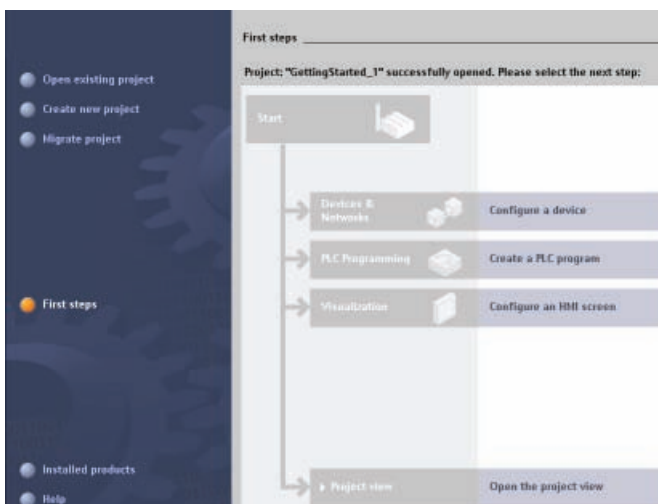 First steps
Project: "GettingStarted_1" successfully opened. Please select the next step:
Open existing project
Create new project
Migrate project
First steps
Installed products
Help
Start
Devices &
Networks
Configure a device
PLC Programming
Create a PLC program
Visualization
Configure an HMI screen
Project view
Open the project view